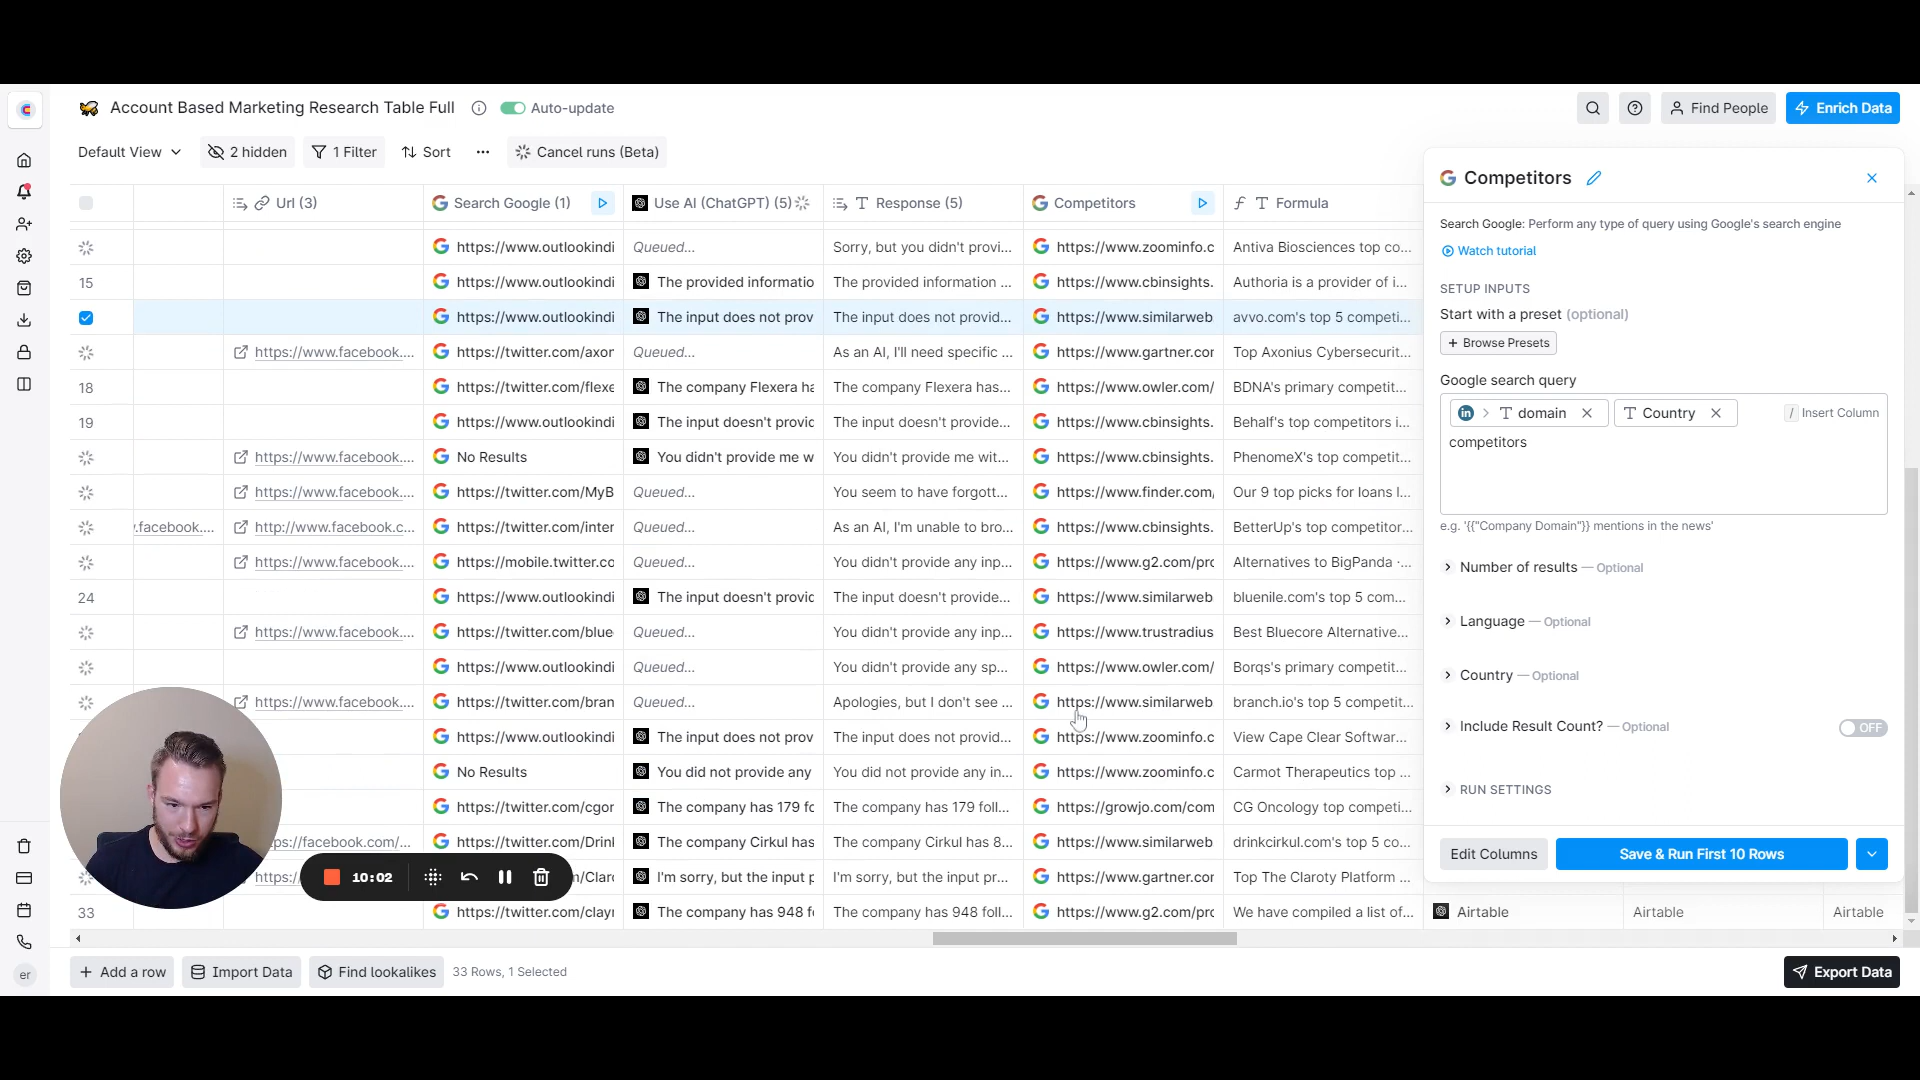 Account Based Marketing Research Table Full
Auto-update
Find People
Enrich Data
Default View
2 hidden
1 Filter
Sort
Cancel runs (Beta)
Url (3)
Search Google (1)
Use AI (ChatGPT) (5)
Response (5)
Competitors
Formula
https://www.outlookindi Queued... Sorry, but you didn't provi... https://www.zoominfo.c Antiva Biosciences top co...
15 https://www.outlookindi The provided informatio The provided information ... https://www.cbinsights. Authoria is a provider of i...
https://www.outlookindi The input does not prov The input does not provid... https://www.similarweb avvo.com's top 5 competi...
https://www.facebook.... https://twitter.com/axor Queued... As an AI, I'll need specific ... https://www.gartner.cor Top Axonius Cybersecurit...
18 https://twitter.com/flexe The company Flexera ha The company Flexera has... https://www.owler.com/ BDNA's primary competit...
19 https://www.outlookindi The input doesn't provic The input doesn't provide... https://www.cbinsights. Behalf's top competitors i...
https://www.facebook.... No Results You didn't provide me w You didn't provide me wit... https://www.cbinsights. PhenomeX's top competit...
https://www.facebook.... https://twitter.com/MyB Queued... You seem to have forgott... https://www.finder.com, Our 9 top picks for loans l...
.facebook.... http://www.facebook.c... https://twitter.com/inter Queued... As an AI, I'm unable to bro... https://www.cbinsights. BetterUp's top competitor...
https://www.facebook.... https://mobile.twitter.cc Queued... You didn't provide any inp... https://www.g2.com/prc Alternatives to BigPanda ·...
24 https://www.outlookindi The input doesn't provic The input doesn't provide... https://www.similarweb bluenile.com's top 5 com...
https://www.facebook.... https://twitter.com/blue Queued... You didn't provide any inp... https://www.trustradius Best Bluecore Alternative...
https://www.outlookindi Queued... You didn't provide any sp... https://www.owler.com/ Borqs's primary competit...
https://www.facebook.... https://twitter.com/bran Queued... Apologies, but I don't see ... https://www.similarweb branch.io's top 5 competit...
https://www.outlookindi The input does not prov The input does not provid... https://www.zoominfo.c View Cape Clear Softwar...
No Results You did not provide any You did not provide any in... https://www.zoominfo.c Carmot Therapeutics top ...
https://twitter.com/cgor The company has 179 fc The company has 179 foll... https://growjo.com/com CG Oncology top competi...
ps://facebook.com/... https://twitter.com/Drinl The company Cirkul has The company Cirkul has 8... https://www.similarweb drinkcirkul.com's top 5 co...
https: n/Clarc I'm sorry, but the input p I'm sorry, but the input pr... https://www.gartner.cor Top The Claroty Platform ...
33 https://twitter.com/clayı The company has 948 fı The company has 948 foll... https://www.g2.com/prc We have compiled a list of... Airtable Airtable Airtable
10:02
Add a row
Import Data
Find lookalikes
33 Rows, 1 Selected
Export Data
er
Competitors
Search Google: Perform any type of query using Google's search engine
Watch tutorial
SETUP INPUTS
Start with a preset (optional)
+ Browse Presets
Google search query
in > T domain T Country / Insert Column
competitors
e.g. '{{"Company Domain"}} mentions in the news'
Number of results — Optional
Language — Optional
Country — Optional
Include Result Count? — Optional OFF
RUN SETTINGS
Edit Columns
Save & Run First 10 Rows